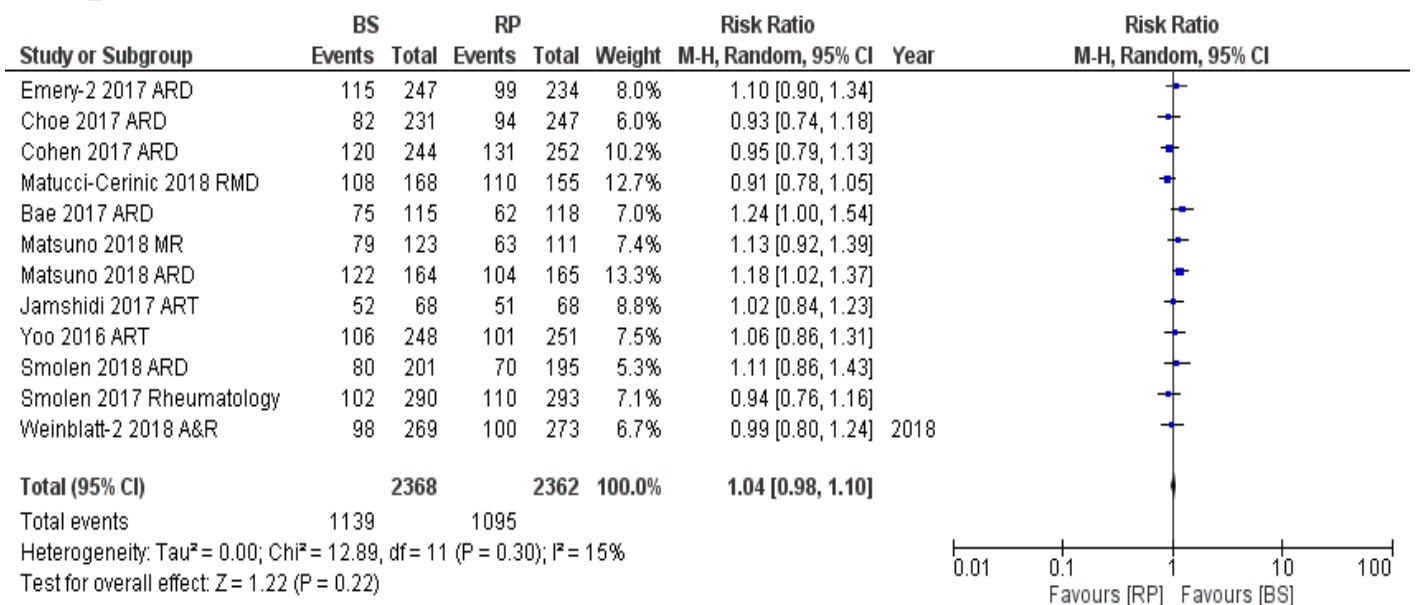 BS RP Risk Ratio Risk Ratio
Study or Subgroup Events Total Events Total Weight M-H, Random, 95% CI Year M-H, Random, 95% CI
Emery-2 2017 ARD 115 247 99 234 8.0% 1.10 [0.90, 1.34]
Choe 2017 ARD 82 231 94 247 6.0% 0.93 [0.74, 1.18]
Cohen 2017 ARD 120 244 131 252 10.2% 0.95 [0.79, 1.13]
Matucci-Cerinic 2018 RMD 108 168 110 155 12.7% 0.91 [0.78, 1.05]
Bae 2017 ARD 75 115 62 118 7.0% 1.24 [1.00, 1.54]
Matsuno 2018 MR 79 123 63 111 7.4% 1.13 [0.92, 1.39]
Matsuno 2018 ARD 122 164 104 165 13.3% 1.18 [1.02, 1.37]
Jamshidi 2017 ART 52 68 51 68 8.8% 1.02 [0.84, 1.23]
Yoo 2016 ART 106 248 101 251 7.5% 1.06 [0.86, 1.31]
Smolen 2018 ARD 80 201 70 195 5.3% 1.11 [0.86, 1.43]
Smolen 2017 Rheumatology 102 290 110 293 7.1% 0.94 [0.76, 1.16]
Weinblatt-2 2018 A&R 98 269 100 273 6.7% 0.99 [0.80, 1.24] 2018
Total (95% CI) 2368 2362 100.0% 1.04 [0.98, 1.10]
Total events 1139 1095
Heterogeneity: Tau² = 0.00; Chi² = 12.89, df = 11 (P = 0.30); I² = 15%
Test for overall effect: Z = 1.22 (P = 0.22)
0.01 0.1 1 10 100
Favours [RP] Favours [BS]